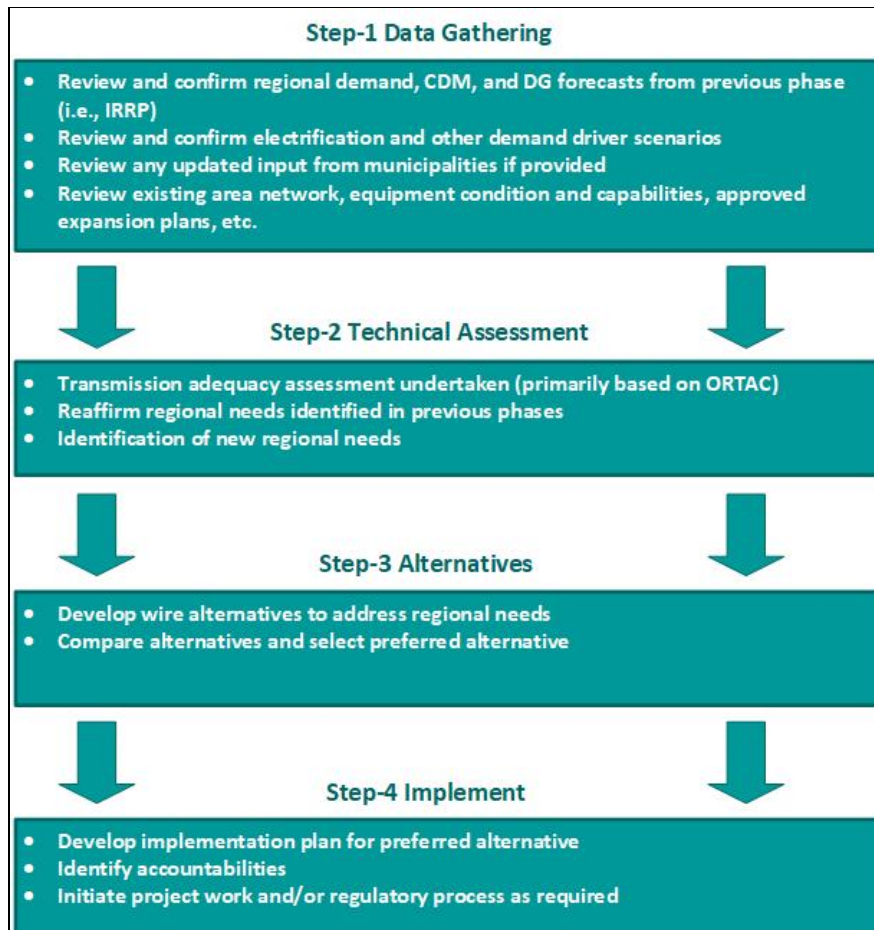 Step-1 Data Gathering
• Review and confirm regional demand, CDM, and DG forecasts from previous phase
(i.e., IRRP)
• Review and confirm electrification and other demand driver scenarios
• Review any updated input from municipalities if provided
• Review existing area network, equipment condition and capabilities, approved
expansion plans, etc.
Step-2 Technical Assessment
• Transmission adequacy assessment undertaken (primarily based on ORTAC)
• Reaffirm regional needs identified in previous phases
• Identification of new regional needs
Step-3 Alternatives
• Develop wire alternatives to address regional needs
• Compare alternatives and select preferred alternative
Step-4 Implement
• Develop implementation plan for preferred alternative
• Identify accountabilities
• Initiate project work and/or regulatory process as required